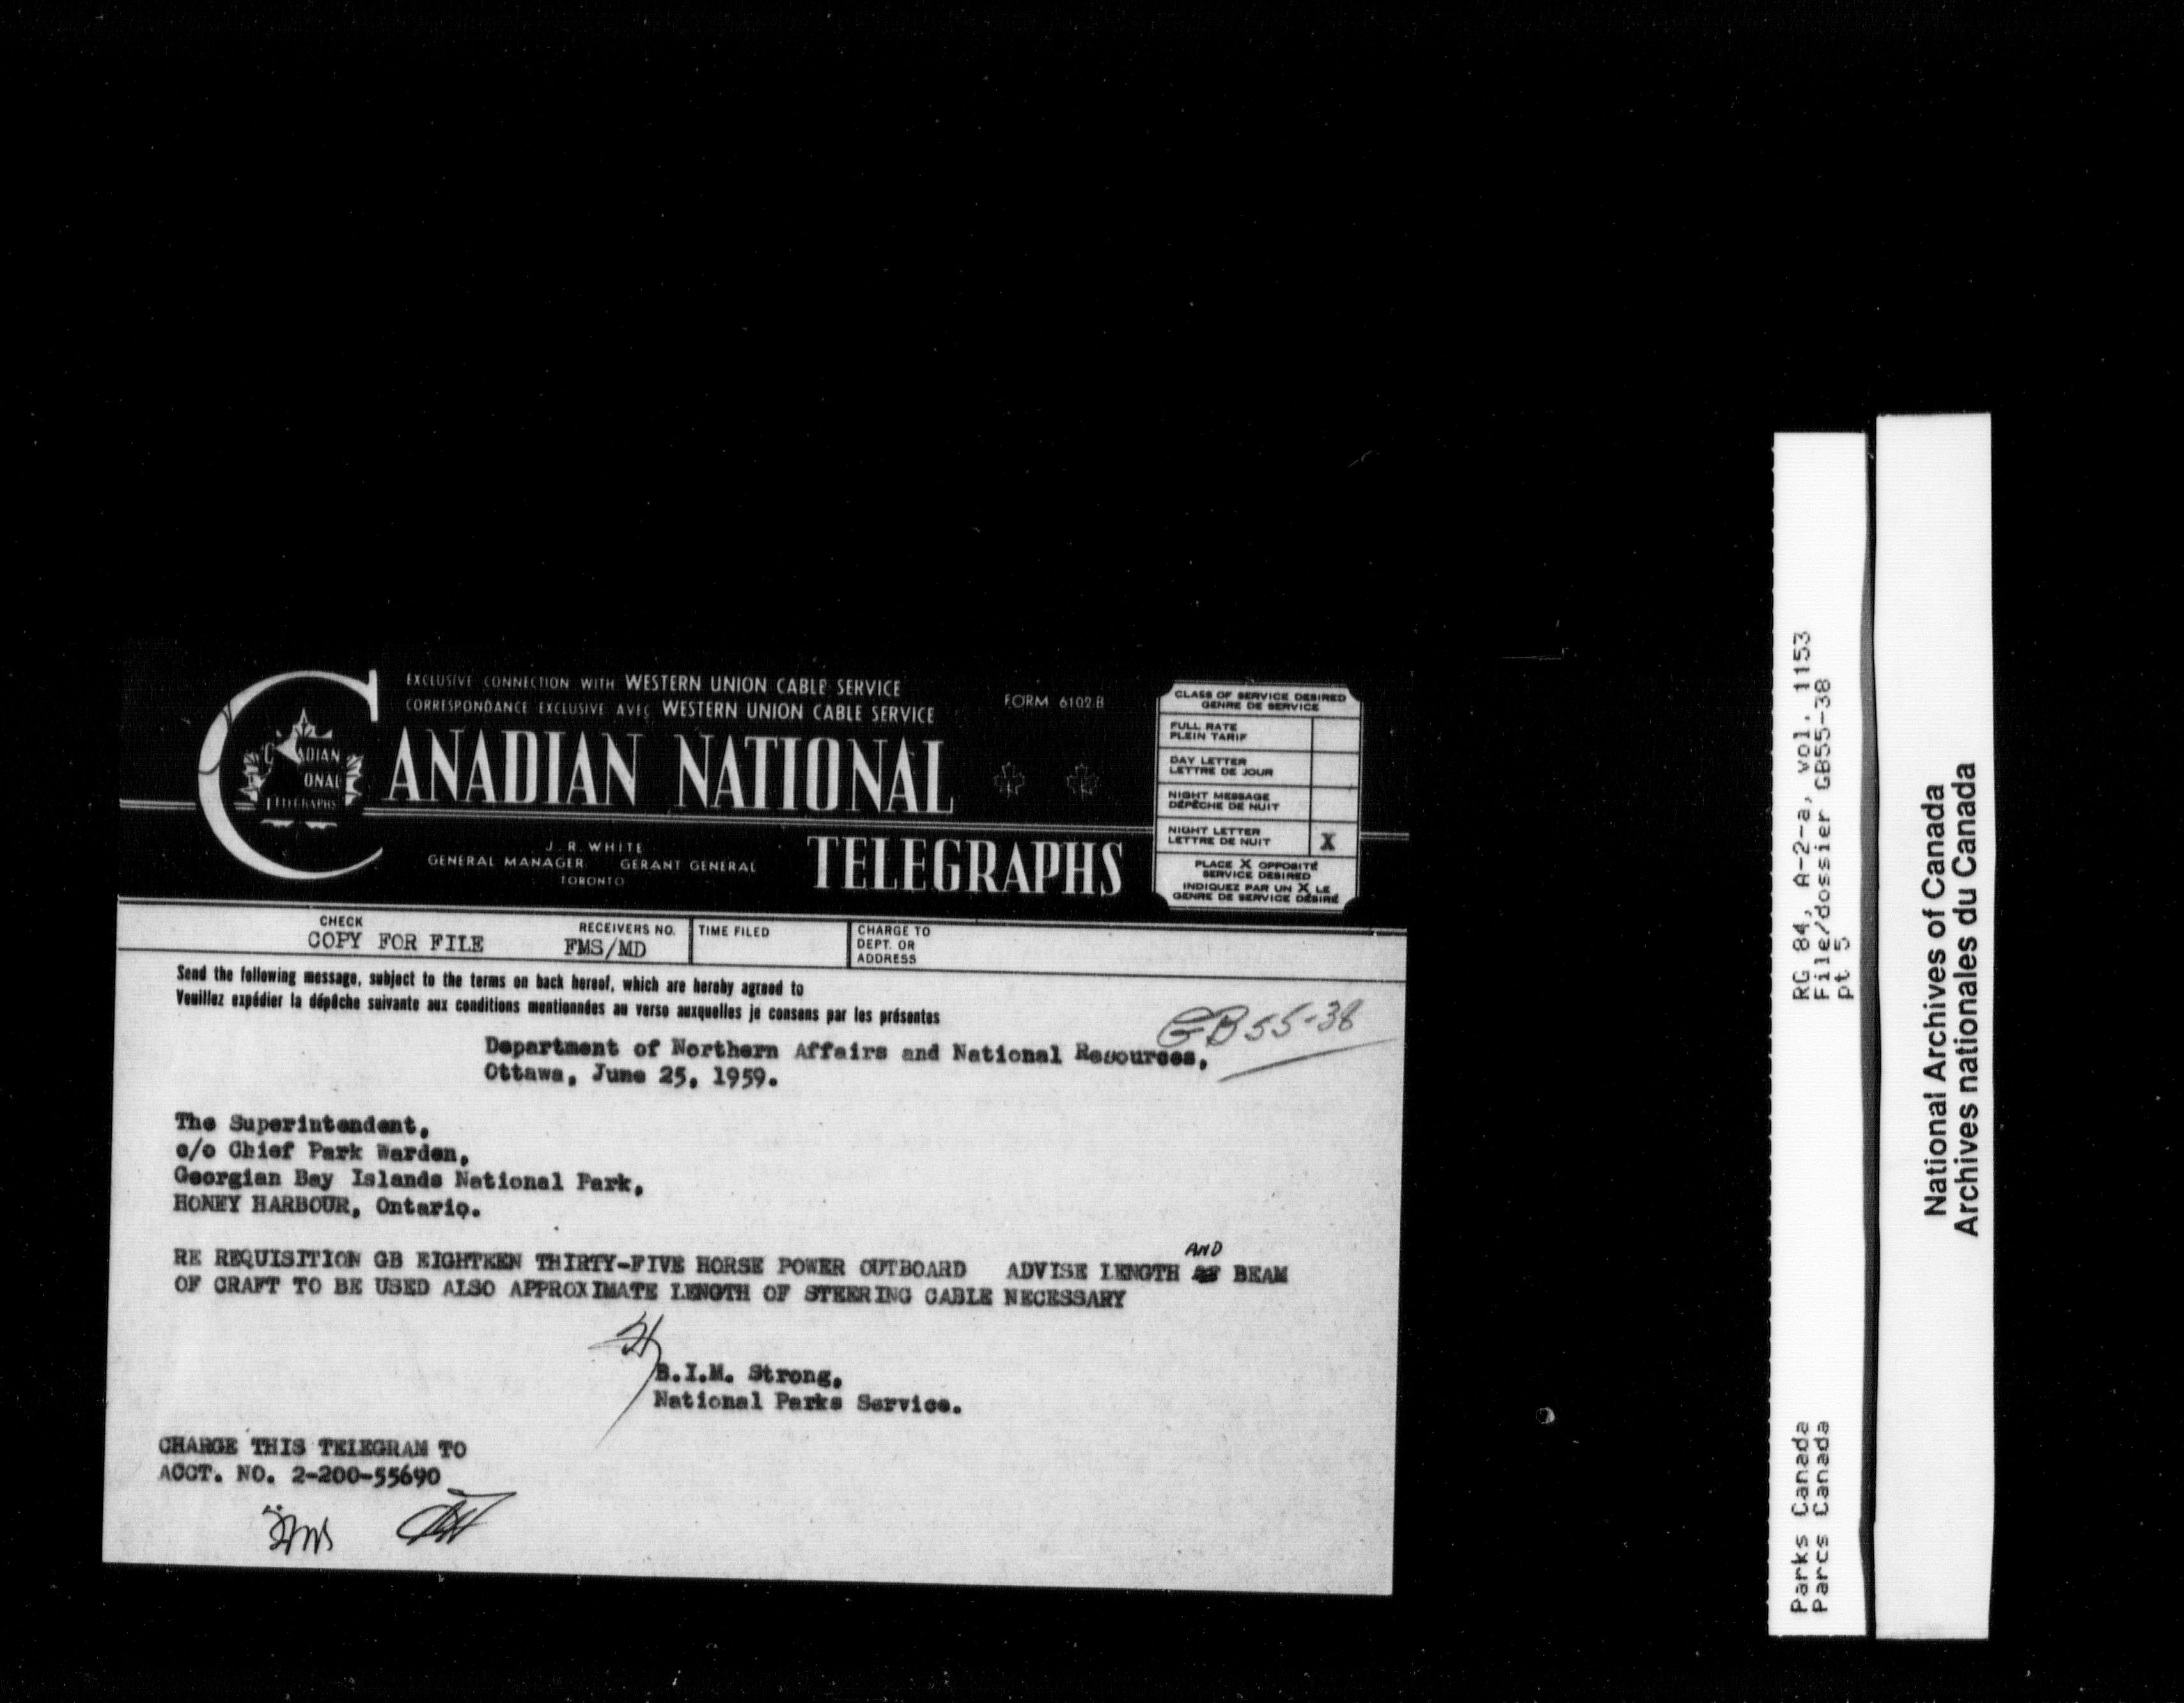 EXCLUSIVE CONNECTION WITH WESTERN UNION CABLE SERVICE
CORRESPONDANCE EXCLUSIVE AVEC WESTERN UNION CABLE SERVICE
FORM 6102 B
CANADIAN NATIONAL
TELEGRAPHS
J. R. WHITE
GENERAL MANAGER GERANT GENERAL
TORONTO
CLASS OF SERVICE DESIRED
GENRE DE SERVICE
FULL RATE
PLEIN TARIF
DAY LETTER
LETTRE DE JOUR
NIGHT MESSAGE
DÉPÊCHE DE NUIT
NIGHT LETTER
LETTRE DE NUIT X
PLACE X OPPOSITE
SERVICE DESIRED
INDIQUEZ PAR UN X LE
GENRE DE SERVICE DÉSIRÉ
CHECK
COPY FOR FILE
RECEIVERS NO.
FMS/MD
TIME FILED
CHARGE TO
DEPT. OR
ADDRESS
Send the following message, subject to the terms on back hereof, which are hereby agreed to
Veuillez expédier la dépêche suivante aux conditions mentionnées au verso auxquelles je consens par les présentes
GB55-38
Department of Northern Affairs and National Resources,
Ottawa, June 25, 1959.
The Superintendent,
c/o Chief Park Warden,
Georgian Bay Islands National Park,
HONEY HARBOUR, Ontario.
RE REQUISITION GB EIGHTEEN THIRTY-FIVE HORSE POWER OUTBOARD ADVISE LENGTH AND BEAM
OF CRAFT TO BE USED ALSO APPROXIMATE LENGTH OF STEERING CABLE NECESSARY
B.I.M. Strong,
National Parks Service.
CHARGE THIS TELEGRAM TO
ACCT. NO. 2-200-55690
RG 84, A-2-a, vol. 1153
File/dossier GB55-38
pt 5
Parks Canada
Parcs Canada
National Archives of Canada
Archives nationales du Canada